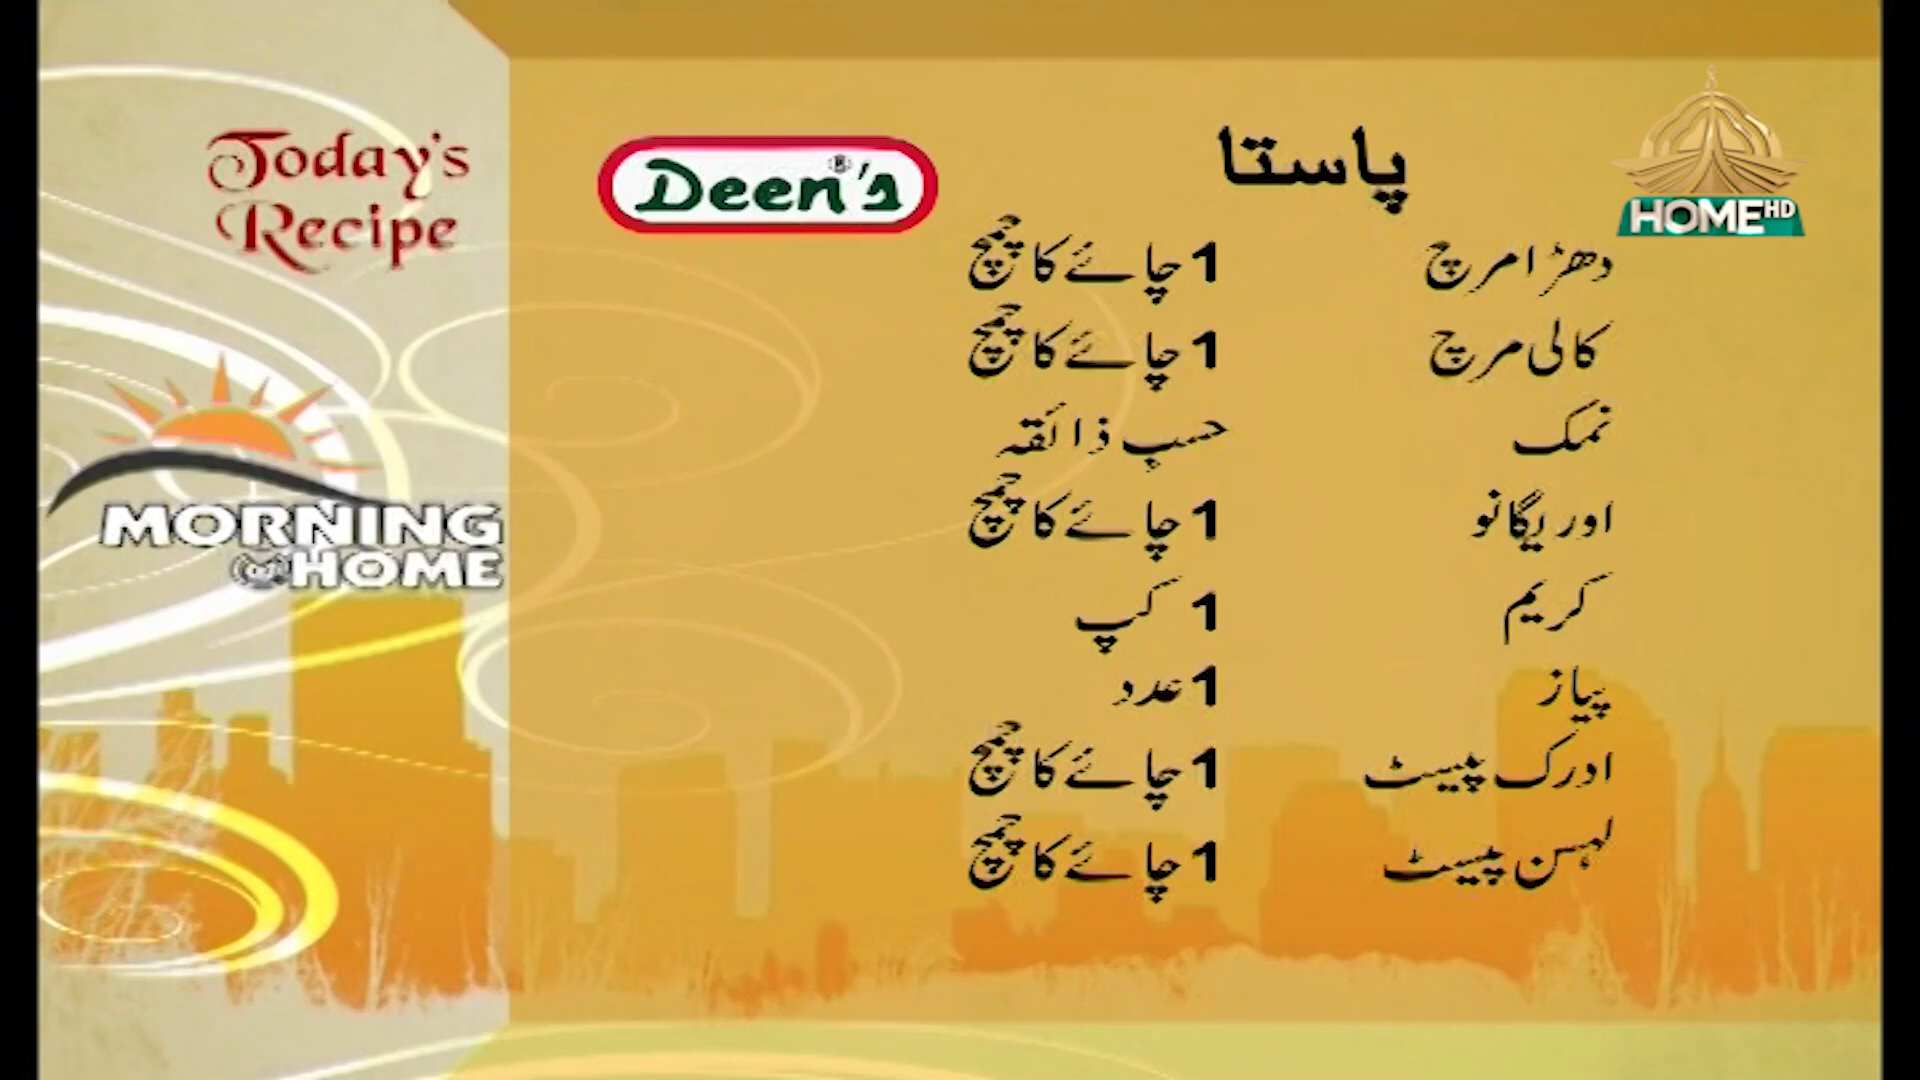 Today's
Recipe
Deen's®
پاستا
HOME HD
دھڑا مرچ 1 چائے کا چمچ
کالی مرچ 1 چائے کا چمچ
نمک حسبِ ذائقہ
اوریگانو 1 چائے کا چمچ
کریم 1 کپ
پیاز 1 عدد
ادرک پیسٹ 1 چائے کا چمچ
لہسن پیسٹ 1 چائے کا چمچ
MORNING
@HOME